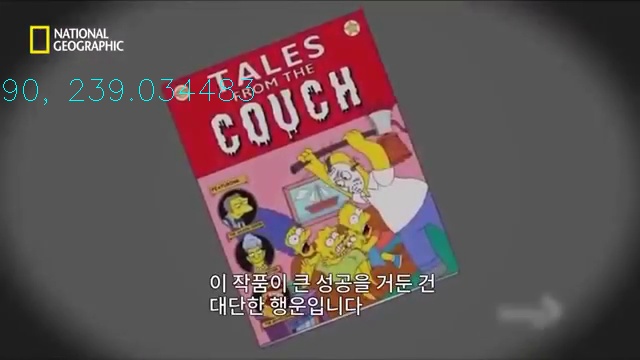 NATIONAL
GEOGRAPHIC
90, 239.034483
TALES
FROM THE
COUCH
FEATURING
이 작품이 큰 성공을 거둔 건
대단한 행운입니다